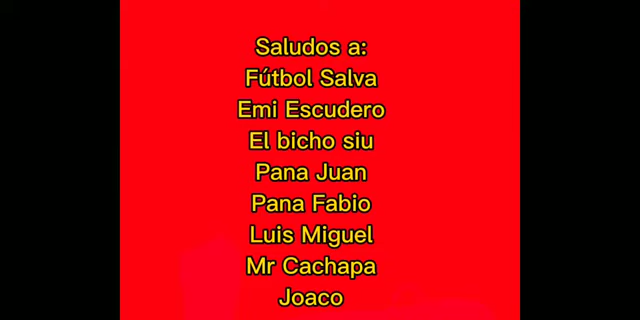 Saludos a:
Fútbol Salva
Emi Escudero
El bicho siu
Pana Juan
Pana Fabio
Luis Miguel
Mr Cachapa
Joaco